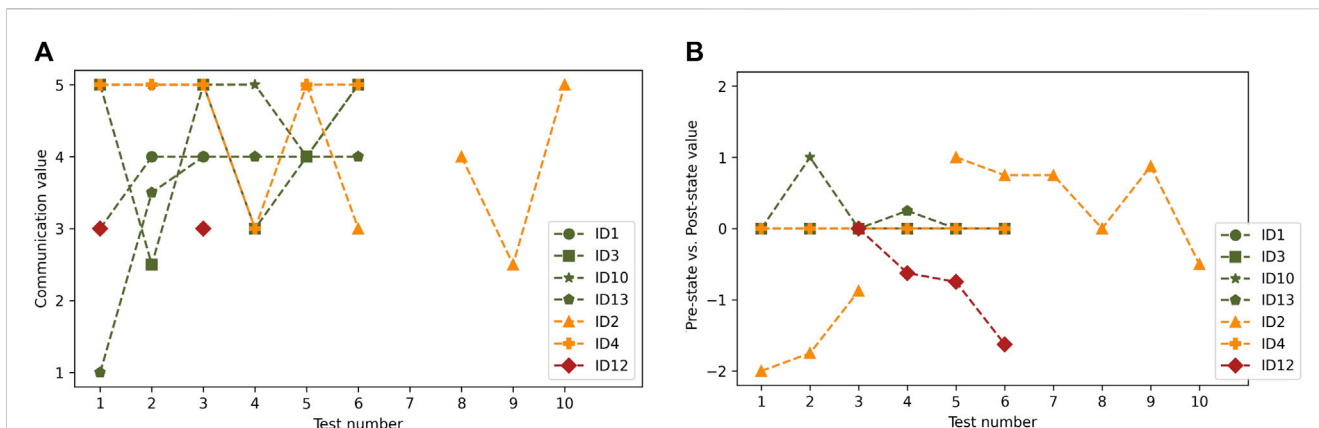 A
Communication value
5
4
3
2
1
1 2 3 4 5 6 7 8 9 10
Test number
ID1
ID3
ID10
ID13
ID2
ID4
ID12
B
Pre-state vs. Post-state value
2
1
0
−1
−2
1 2 3 4 5 6 7 8 9 10
Test number
ID1
ID3
ID10
ID13
ID2
ID4
ID12